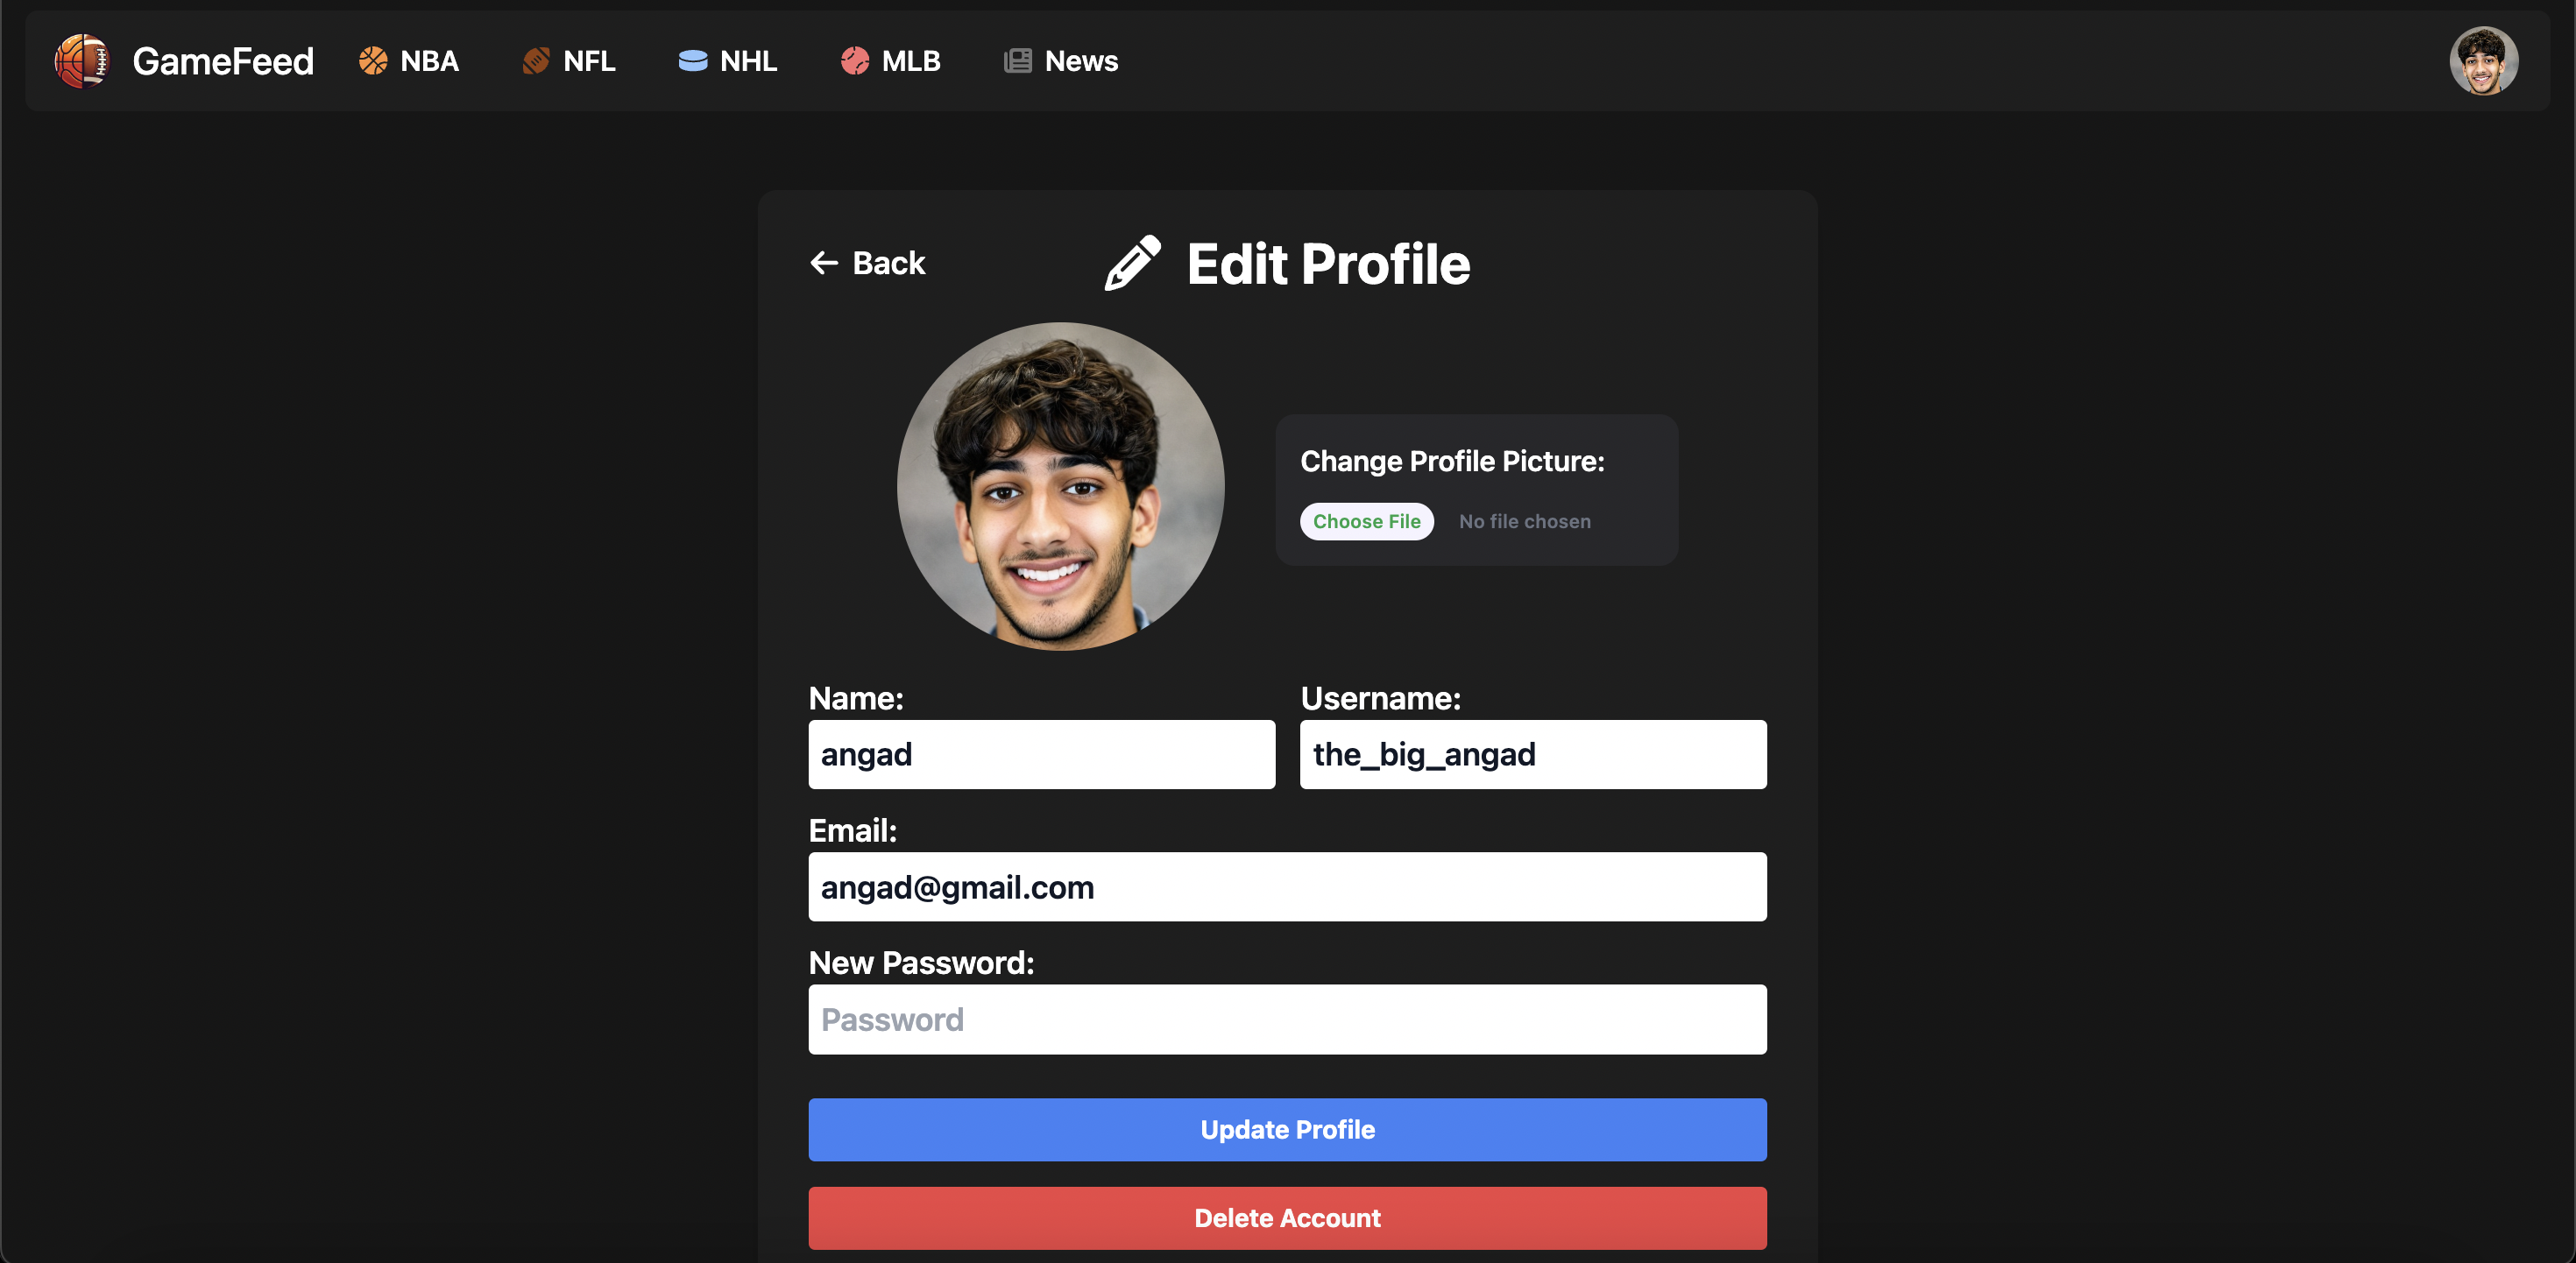 GameFeed NBA NFL NHL MLB News
Back Edit Profile
Change Profile Picture:
Choose File No file chosen
Name: Username:
angad the_big_angad
Email:
angad@gmail.com
New Password:
Password
Update Profile
Delete Account